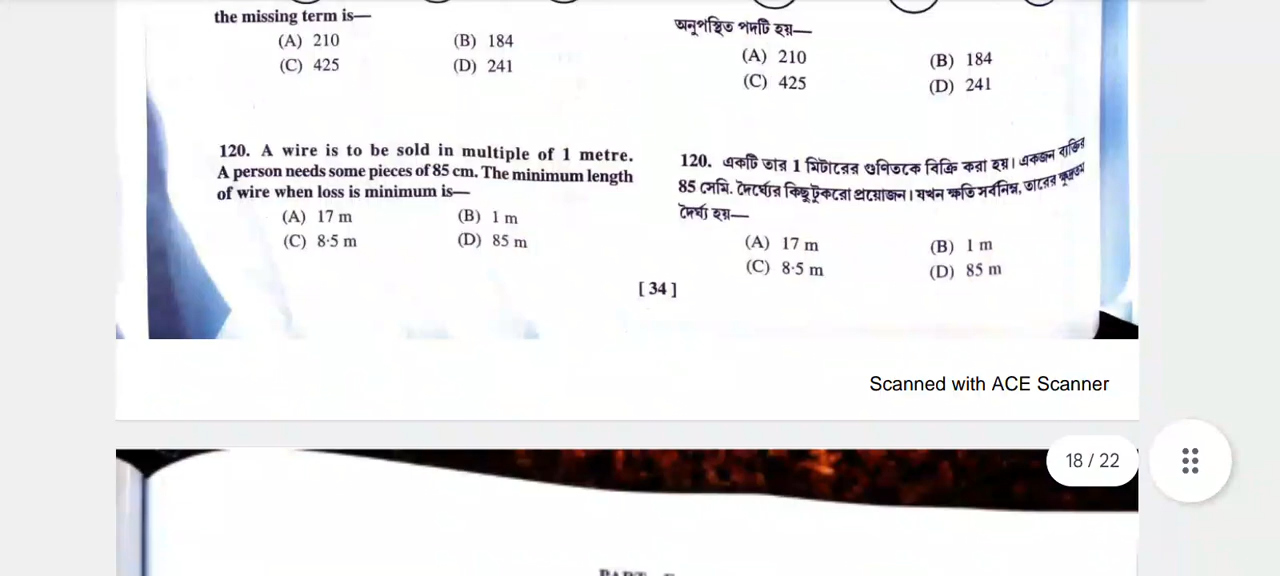 the missing term is—
(A) 210 (B) 184
(C) 425 (D) 241
120. A wire is to be sold in multiple of 1 metre.
A person needs some pieces of 85 cm. The minimum length
of wire when loss is minimum is—
(A) 17 m (B) 1 m
(C) 8·5 m (D) 85 m
অনুপস্থিত পদটি হয়—
(A) 210 (B) 184
(C) 425 (D) 241
120. একটি তার 1 মিটারের গুণিতকে বিক্রি করা হয়। একজন ব্যক্তির
85 সেমি. দৈর্ঘ্যের কিছু টুকরো প্রয়োজন। যখন ক্ষতি সর্বনিম্ন, তারের ক্ষুদ্রতম
দৈর্ঘ্য হয়—
(A) 17 m (B) 1 m
(C) 8·5 m (D) 85 m
[ 34 ]
Scanned with ACE Scanner
18 / 22